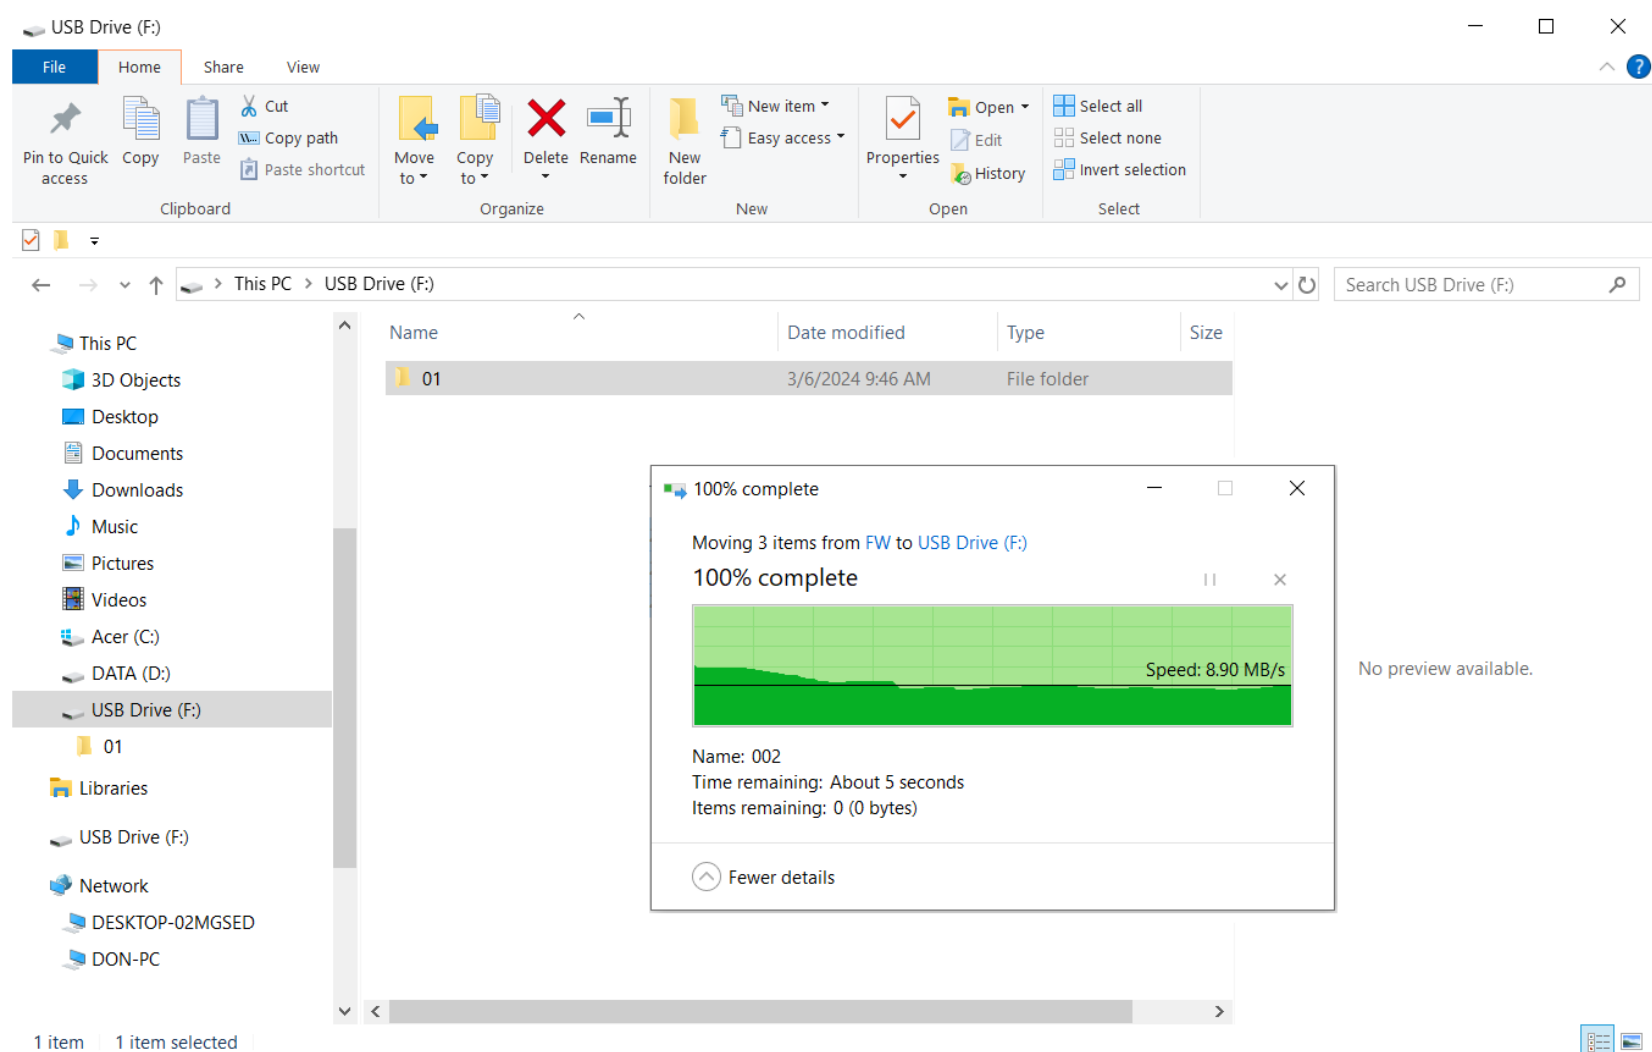 USB Drive (F:)
File Home Share View
?
Pin to Quick access
Copy
Paste
Cut
W... Copy path
Paste shortcut
Clipboard
Move to
Copy to
Delete
Rename
Organize
New folder
New item
Easy access
New
Properties
Open
Edit
History
Open
Select all
Select none
Invert selection
Select
This PC > USB Drive (F:)
Search USB Drive (F:)
This PC
3D Objects
Desktop
Documents
Downloads
Music
Pictures
Videos
Acer (C:)
DATA (D:)
USB Drive (F:)
01
Libraries
USB Drive (F:)
Network
DESKTOP-02MGSED
DON-PC
Name Date modified Type Size
01 3/6/2024 9:46 AM File folder
100% complete
Moving 3 items from FW to USB Drive (F:)
100% complete
Speed: 8.90 MB/s
Name: 002
Time remaining: About 5 seconds
Items remaining: 0 (0 bytes)
Fewer details
No preview available.
1 item 1 item selected